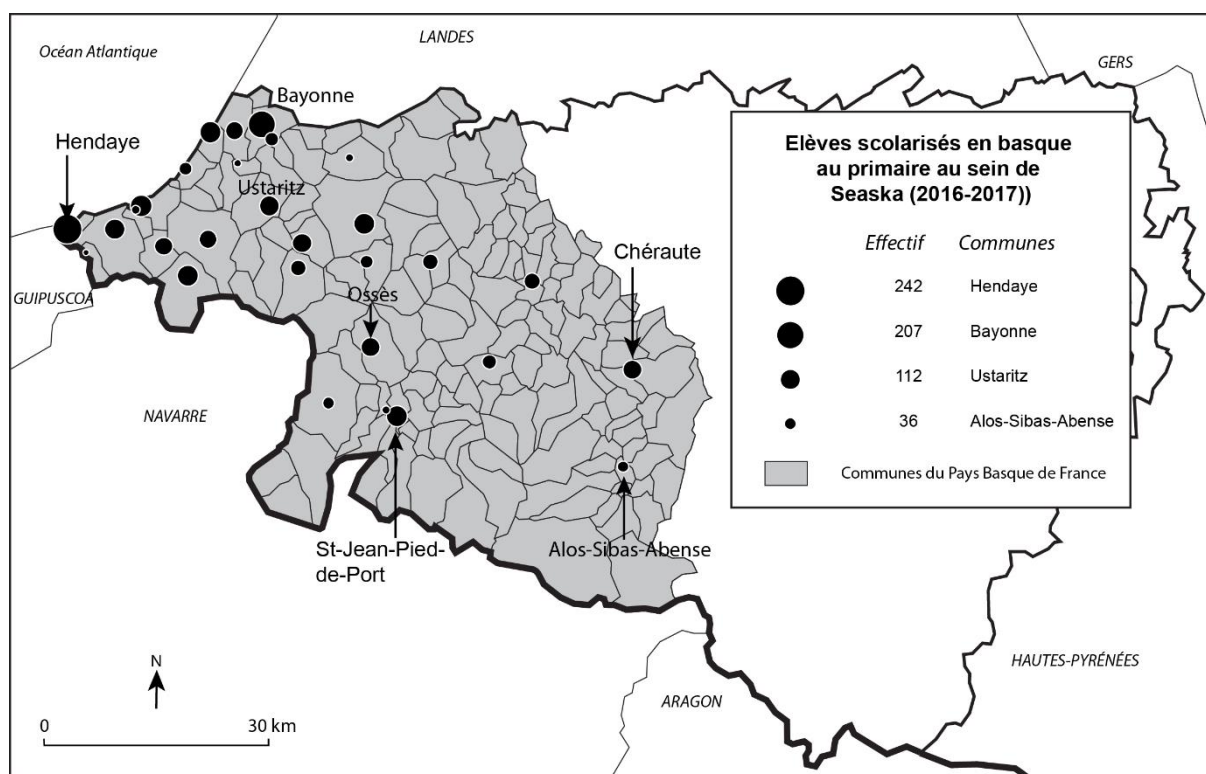 Océan Atlantique
LANDES
GERS
Bayonne
Hendaye
Ustaritz
GUIPUSCOA
Chéraute
Ossès
NAVARRE
St-Jean-Pied-
de-Port
Alos-Sibas-Abense
Elèves scolarisés en basque
au primaire au sein de
Seaska (2016-2017))
Effectif Communes
242 Hendaye
207 Bayonne
112 Ustaritz
36 Alos-Sibas-Abense
Communes du Pays Basque de France
N
0 30 km
ARAGON
HAUTES-PYRÉNÉES